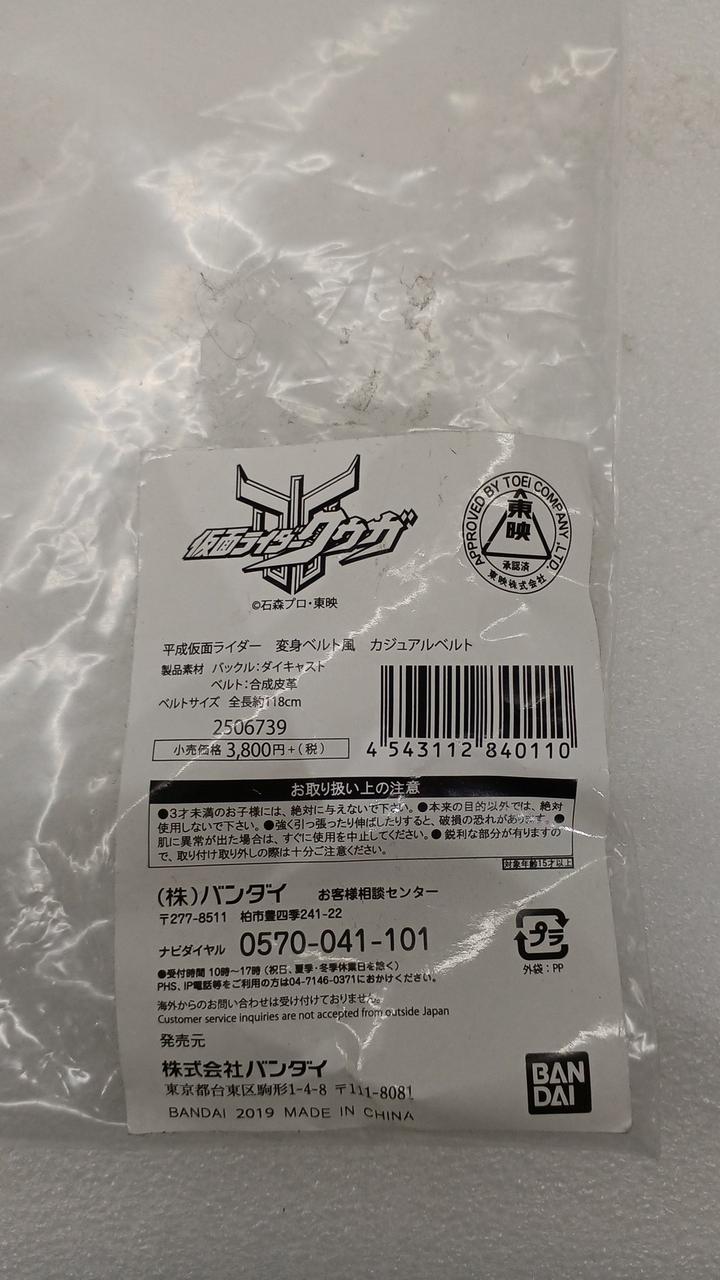 仮面ライダークウガ
©石森プロ・東映
APPROVED BY TOEI COMPANY, LTD.
東映
承認済
東映株式会社
平成仮面ライダー 変身ベルト風 カジュアルベルト
製品素材 バックル：ダイキャスト
ベルト：合成皮革
ベルトサイズ 全長約118cm
2506739
小売価格 3,800円+(税)
4 543112 840110
お取り扱い上の注意
●3才未満のお子様には、絶対に与えないで下さい。●本来の目的以外では、絶対
使用しないで下さい。●強く引っ張ったり伸ばしたりすると、破損の恐れがあります。●
肌に異常が出た場合は、すぐに使用を中止してください。●鋭利な部分が有りますの
で、取り付け取り外しの際は十分ご注意ください。
対象年齢15才以上
(株)バンダイ お客様相談センター
〒277-8511 柏市豊四季241-22
ナビダイヤル 0570-041-101
●受付時間 10時〜17時(祝日、夏季・冬季休業日を除く)
PHS、IP電話等をご利用の方は04-7146-0371におかけください。
プラ
外袋：PP
海外からのお問い合わせは受け付けておりません。
Customer service inquiries are not accepted from outside Japan
発売元
株式会社バンダイ
東京都台東区駒形1-4-8 〒111-8081
BANDAI 2019 MADE IN CHINA
BAN
DAI